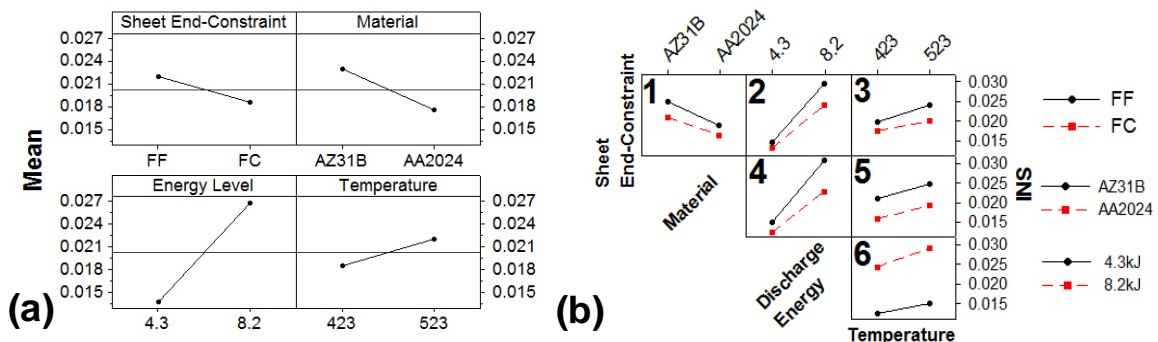 Sheet End-Constraint Material
0.027 0.027
0.024 0.024
0.021 0.021
0.018 0.018
0.015 0.015
FF FC AZ31B AA2024
Mean
Energy Level Temperature
0.027 0.027
0.024 0.024
0.021 0.021
0.018 0.018
0.015 0.015
4.3 8.2 423 523
(a)
AZ31B AA2024 4.3 8.2 423 523
Sheet
End-Constraint
1 2 3
0.030
0.025
0.020
0.015
FF
FC
Material
4 5
0.030
0.025
0.020
0.015
SNI
AZ31B
AA2024
Discharge
Energy
6
0.030
0.025
0.020
0.015
4.3kJ
8.2kJ
Temperature
(b)